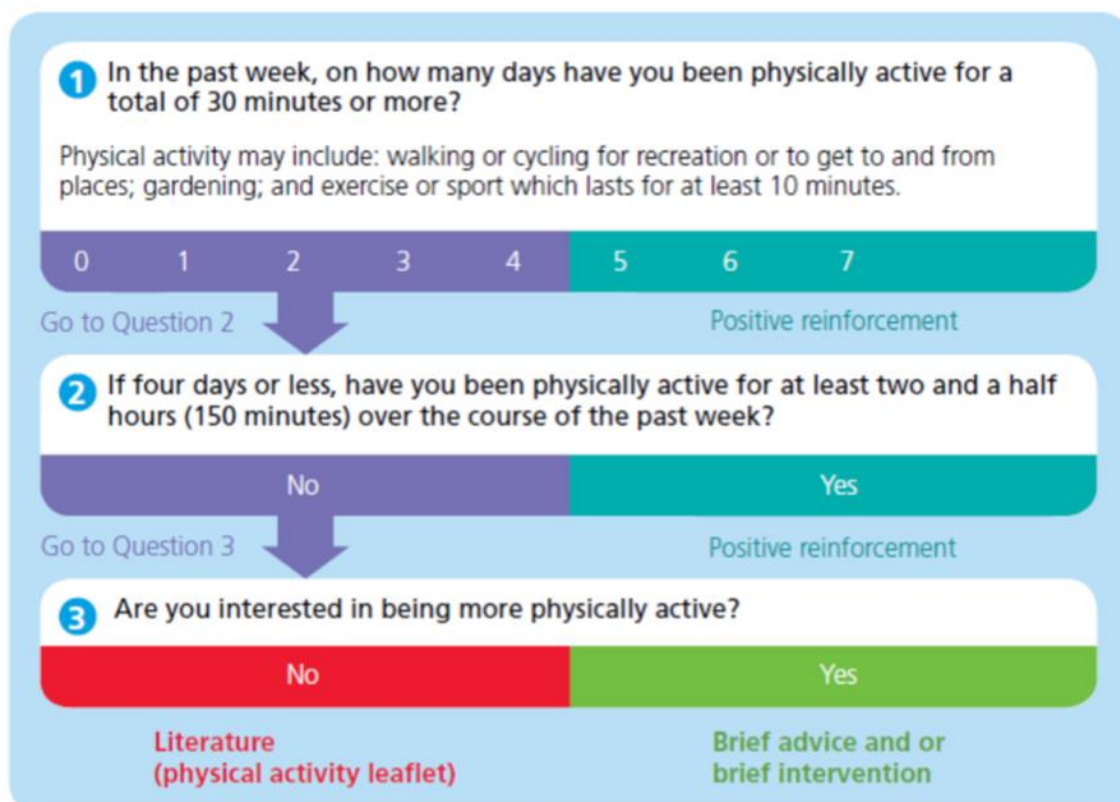 1 In the past week, on how many days have you been physically active for a
total of 30 minutes or more?
Physical activity may include: walking or cycling for recreation or to get to and from
places; gardening; and exercise or sport which lasts for at least 10 minutes.
0 1 2 3 4 5 6 7
Go to Question 2 Positive reinforcement
2 If four days or less, have you been physically active for at least two and a half
hours (150 minutes) over the course of the past week?
No Yes
Go to Question 3 Positive reinforcement
3 Are you interested in being more physically active?
No Yes
Literature
(physical activity leaflet)
Brief advice and or
brief intervention